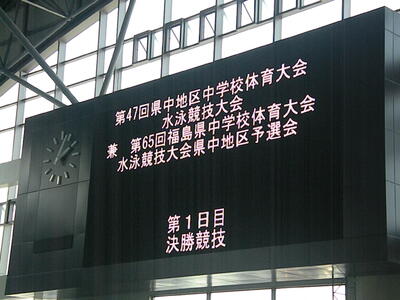 第47回県中地区中学校体育大会
水泳競技大会
兼 第65回福島県中学校体育大会
水泳競技大会県中地区予選会
第1日目
決勝競技